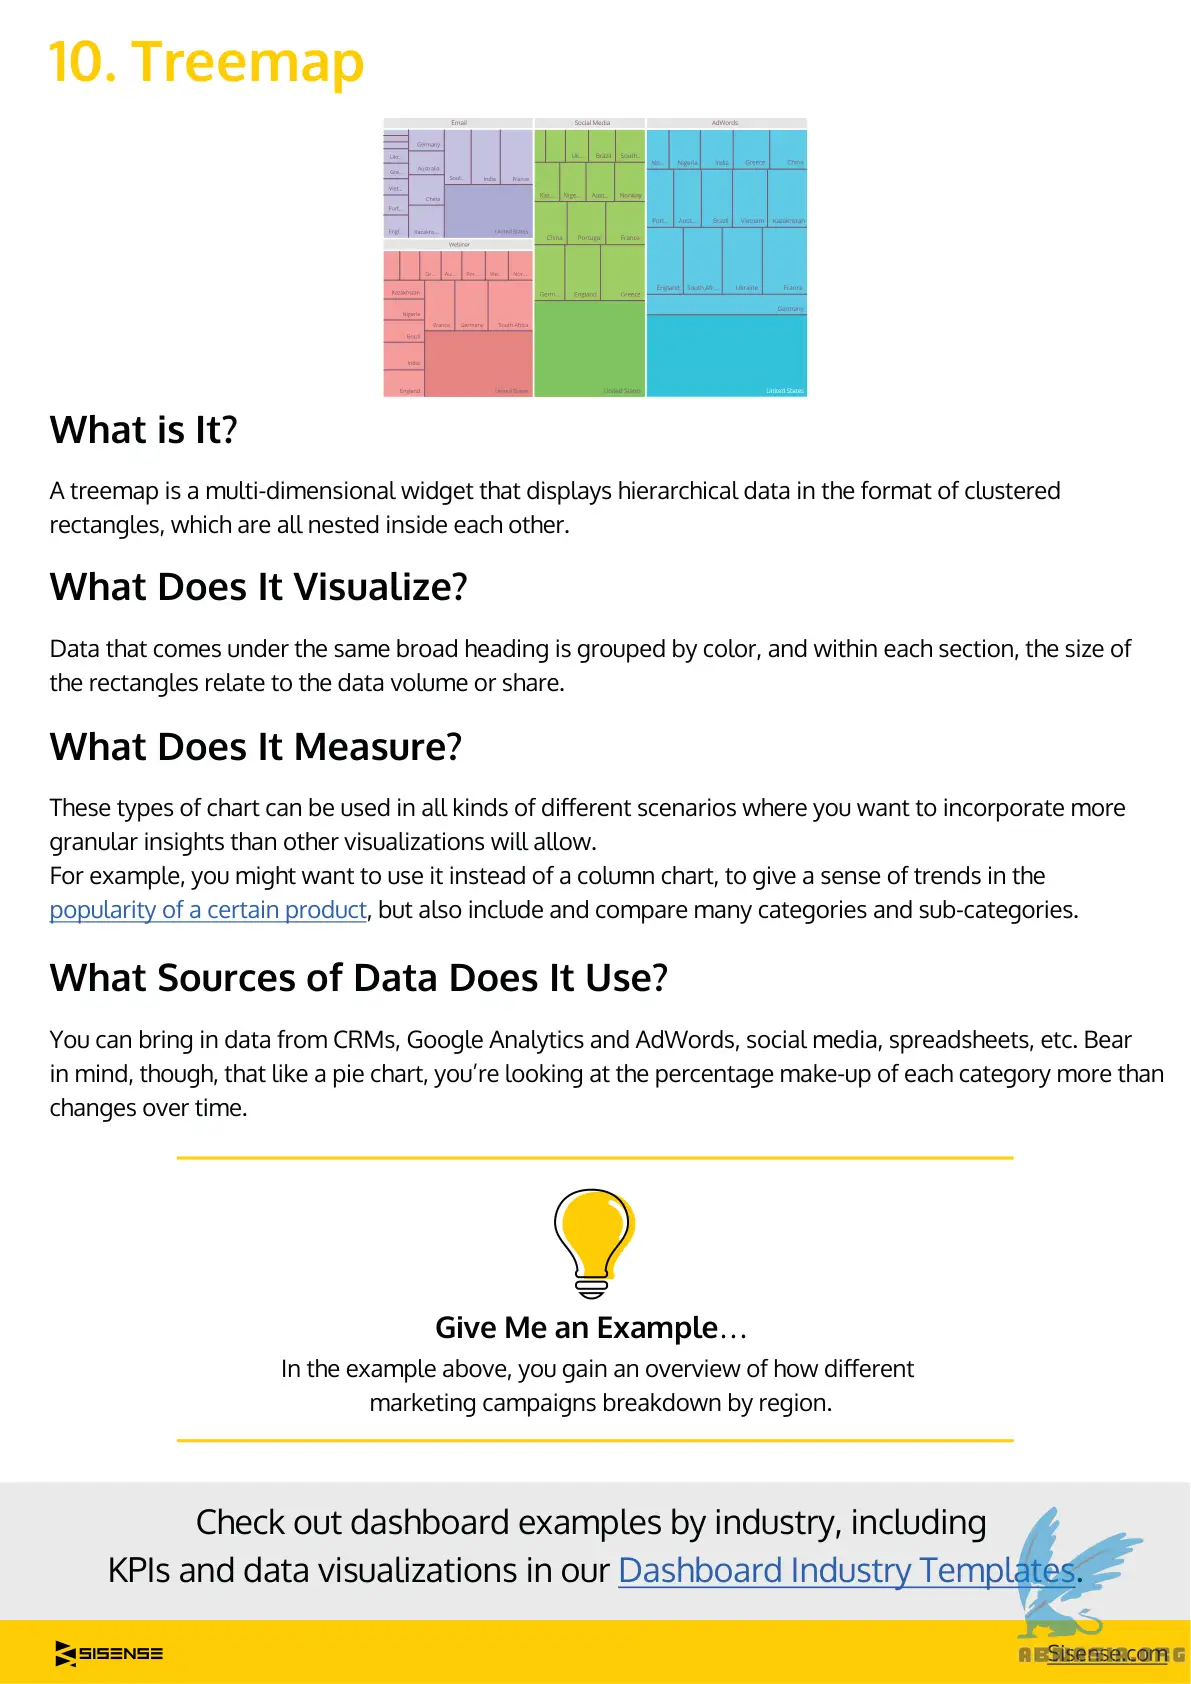 10. Treemap
Email
Social Media
AdWords
Germany
Australia
China
Kazakhs...
Ukr...
Gre...
Viet...
Port...
Engl...
India
France
United States
Webinar
Gr...
Au...
Por...
Nor...
Kazakhstan
Nigeria
Brazil
India
England
France
Germany
South Africa
United States
Uk...
Brazil
South...
Nige...
Aust...
Norway
China
Portugal
France
Germ...
England
Greece
United States
No...
Nigeria
India
Greece
China
Port...
Aust...
Brazil
Vietnam
Kazakhstan
England
South Afr...
Ukraine
France
Germany
United States
What is It?
A treemap is a multi-dimensional widget that displays hierarchical data in the format of clustered
rectangles, which are all nested inside each other.
What Does It Visualize?
Data that comes under the same broad heading is grouped by color, and within each section, the size of
the rectangles relate to the data volume or share.
What Does It Measure?
These types of chart can be used in all kinds of different scenarios where you want to incorporate more
granular insights than other visualizations will allow.
For example, you might want to use it instead of a column chart, to give a sense of trends in the
popularity of a certain product, but also include and compare many categories and sub-categories.
What Sources of Data Does It Use?
You can bring in data from CRMs, Google Analytics and AdWords, social media, spreadsheets, etc. Bear
in mind, though, that like a pie chart, you’re looking at the percentage make-up of each category more than
changes over time.
Give Me an Example…
In the example above, you gain an overview of how different
marketing campaigns breakdown by region.
Check out dashboard examples by industry, including
KPIs and data visualizations in our Dashboard Industry Templates.
SISENSE
Sisense.com